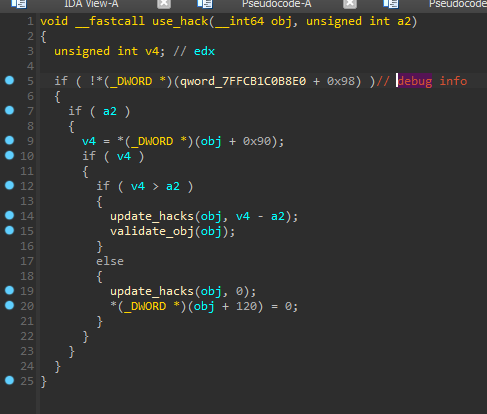 IDA View-A Pseudocode-A Pseudocode
1 void __fastcall use_hack(__int64 obj, unsigned int a2)
2 {
3   unsigned int v4; // edx
4
5   if ( !*(_DWORD *)(qword_7FFCB1C0B8E0 + 0x98) )// debug info
6   {
7     if ( a2 )
8     {
9       v4 = *(_DWORD *)(obj + 0x90);
10       if ( v4 )
11       {
12         if ( v4 > a2 )
13         {
14           update_hacks(obj, v4 - a2);
15           validate_obj(obj);
16         }
17         else
18         {
19           update_hacks(obj, 0);
20           *(_DWORD *)(obj + 120) = 0;
21         }
22       }
23     }
24   }
25 }